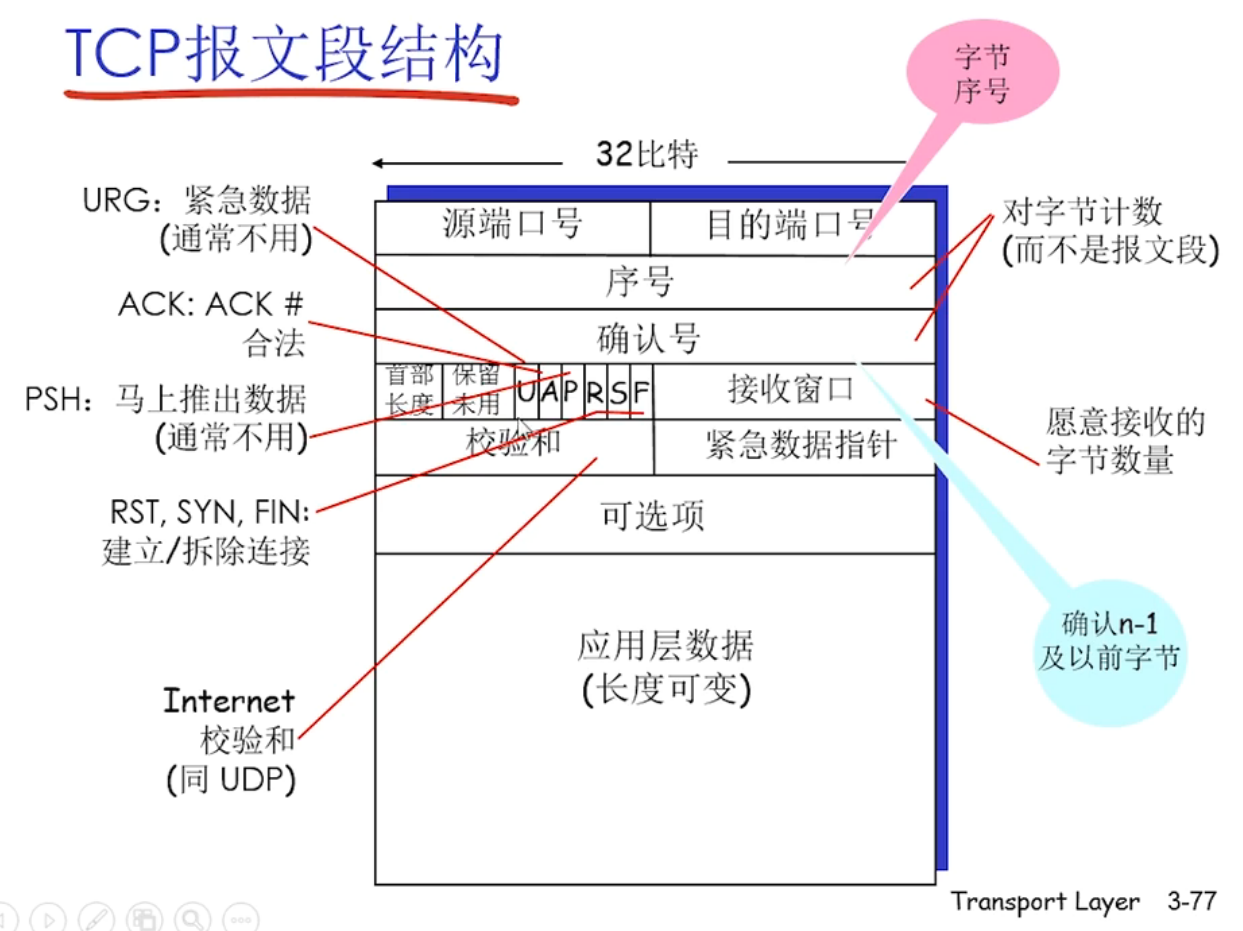 TCP报文段结构
字节
序号
32比特
URG：紧急数据
(通常不用)
ACK: ACK #
合法
PSH：马上推出数据
(通常不用)
RST, SYN, FIN:
建立/拆除连接
Internet
校验和
(同 UDP)
源端口号
目的端口号
序号
确认号
首部
长度
保留
未用
U A P R S F
接收窗口
校验和
紧急数据指针
可选项
应用层数据
(长度可变)
对字节计数
(而不是报文段)
愿意接收的
字节数量
确认n-1
及以前字节
Transport Layer 3-77